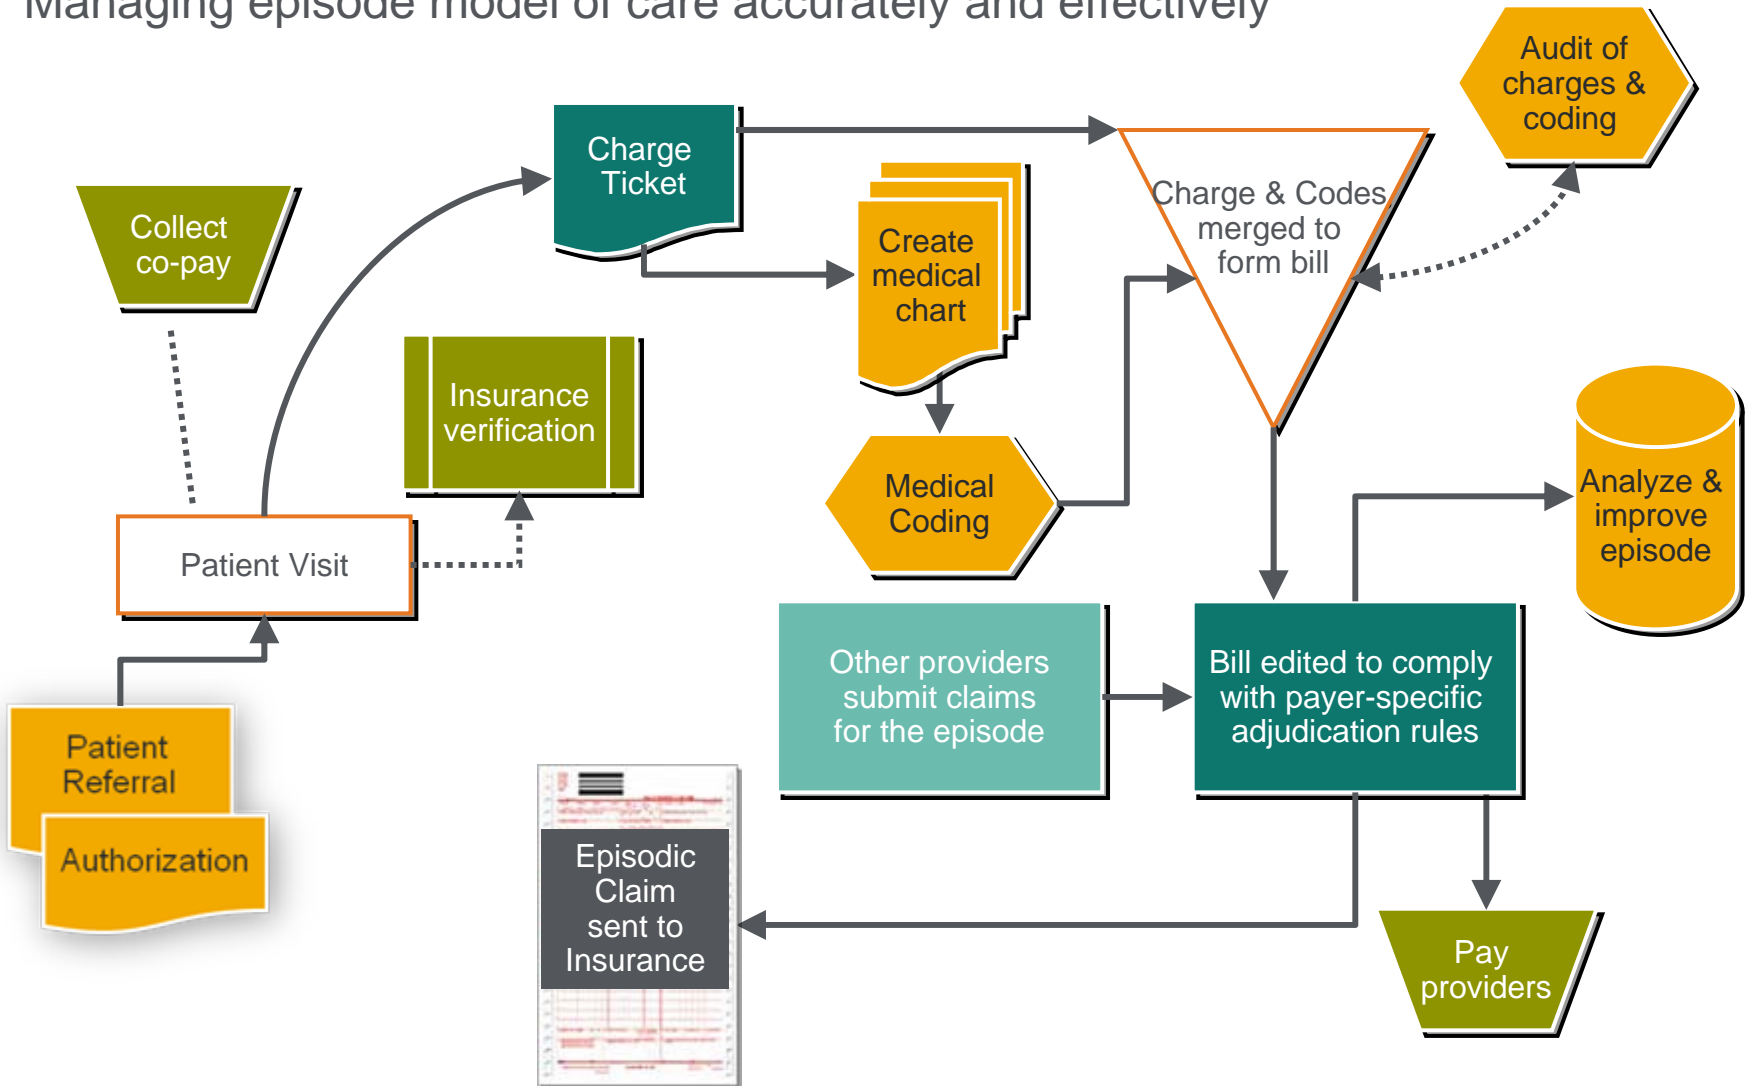 Managing episode model of care accurately and effectively
Audit of
charges &
coding
Charge
Ticket
Collect
co-pay
Create
medical
chart
Charge & Codes
merged to
form bill
Insurance
verification
Medical
Coding
Analyze &
improve
episode
Patient Visit
Other providers
submit claims
for the episode
Bill edited to comply
with payer-specific
adjudication rules
Patient
Referral
Authorization
Episodic
Claim
sent to
Insurance
Pay
providers